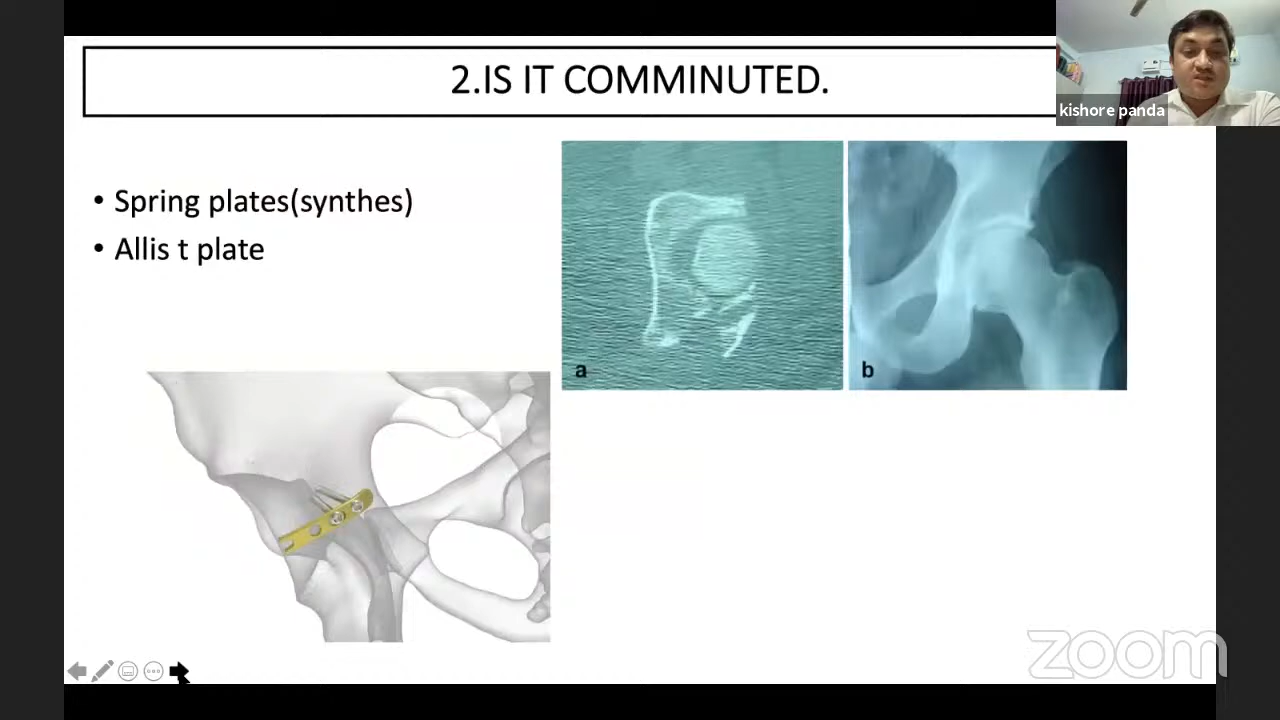 2.IS IT COMMINUTED.
kishore panda
• Spring plates(synthes)
• Allis t plate
a
b
zoom